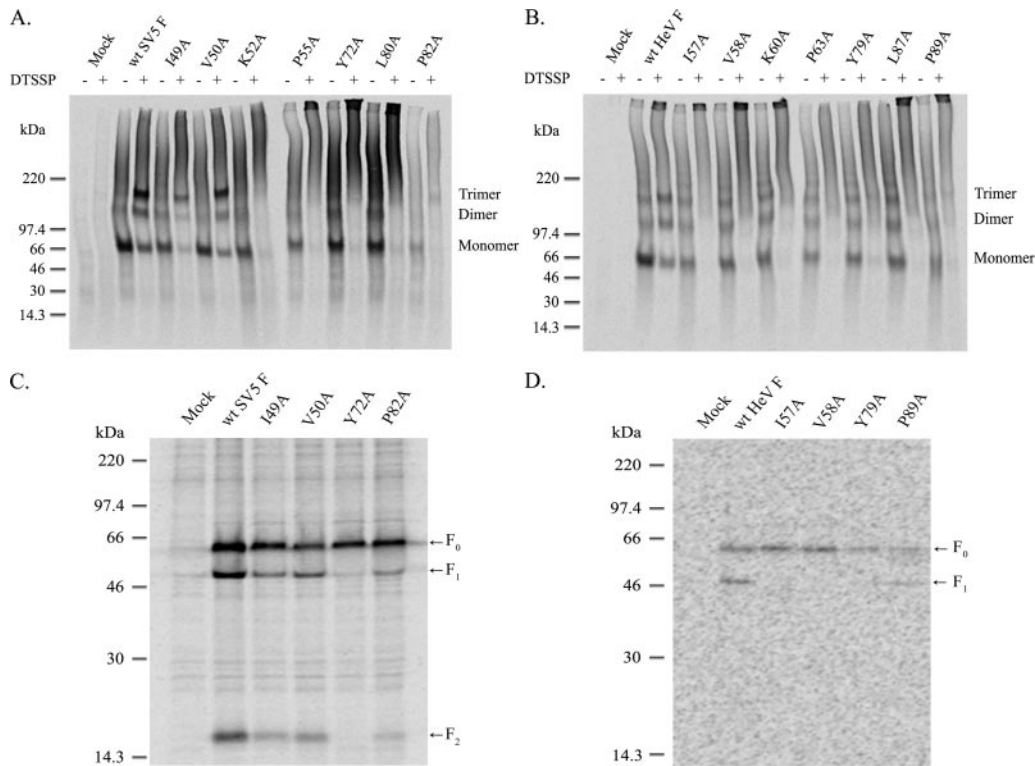 A.
Mock wt SV5 F I49A V50A K52A P55A Y72A L80A P82A
DTSSP - + - + - + - + - + - + - + - + - +
kDa
220
97.4
66
46
30
14.3
Trimer
Dimer
Monomer
B.
Mock wt HeV F I57A V58A K60A P63A Y79A L87A P89A
DTSSP - + - + - + - + - + - + - + - + - +
kDa
220
97.4
66
46
30
14.3
Trimer
Dimer
Monomer
C.
Mock wt SV5 F I49A V50A Y72A P82A
kDa
220
97.4
66
46
30
14.3
←F₀
←F₁
←F₂
D.
Mock wt HeV F I57A V58A Y79A P89A
kDa
220
97.4
66
46
30
14.3
←F₀
←F₁